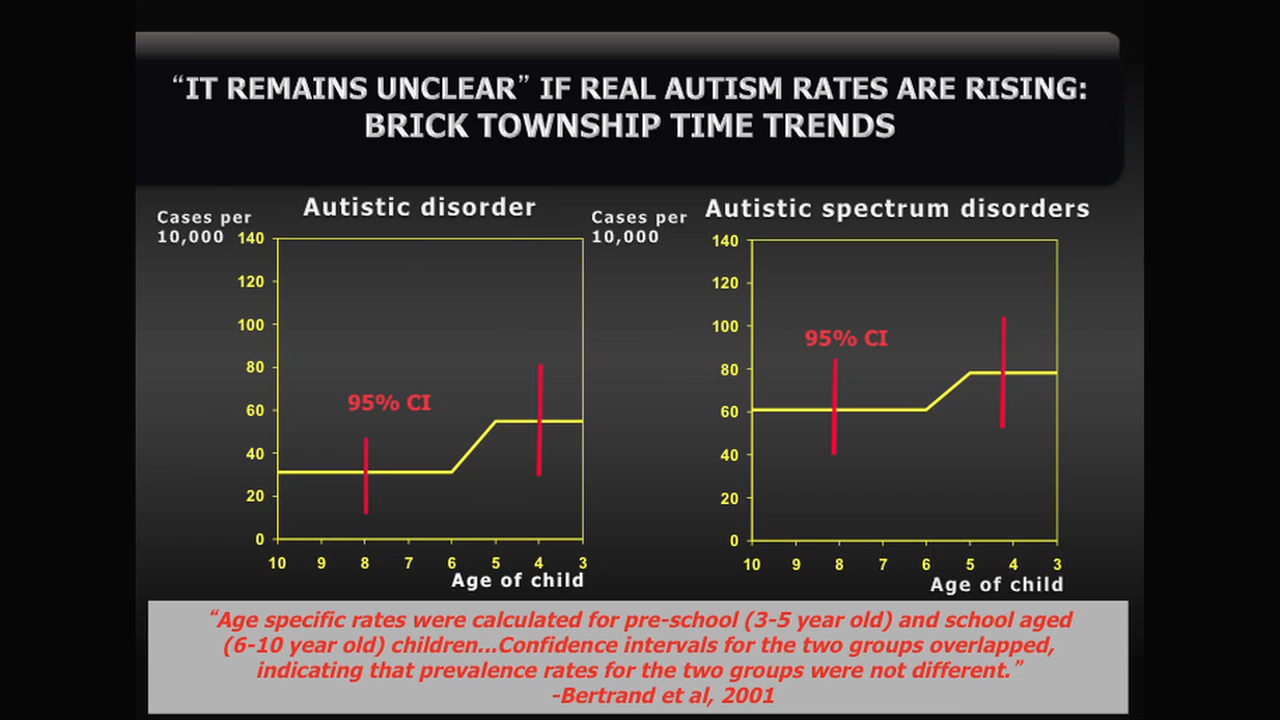 “IT REMAINS UNCLEAR” IF REAL AUTISM RATES ARE RISING:
BRICK TOWNSHIP TIME TRENDS
Cases per
10,000
Autistic disorder
140
120
100
80
60
40
20
0
95% CI
10 9 8 7 6 5 4 3
Age of child
Cases per
10,000
Autistic spectrum disorders
140
120
100
80
60
40
20
0
95% CI
10 9 8 7 6 5 4 3
Age of child
“Age specific rates were calculated for pre-school (3-5 year old) and school aged
(6-10 year old) children...Confidence intervals for the two groups overlapped,
indicating that prevalence rates for the two groups were not different.”
-Bertrand et al, 2001